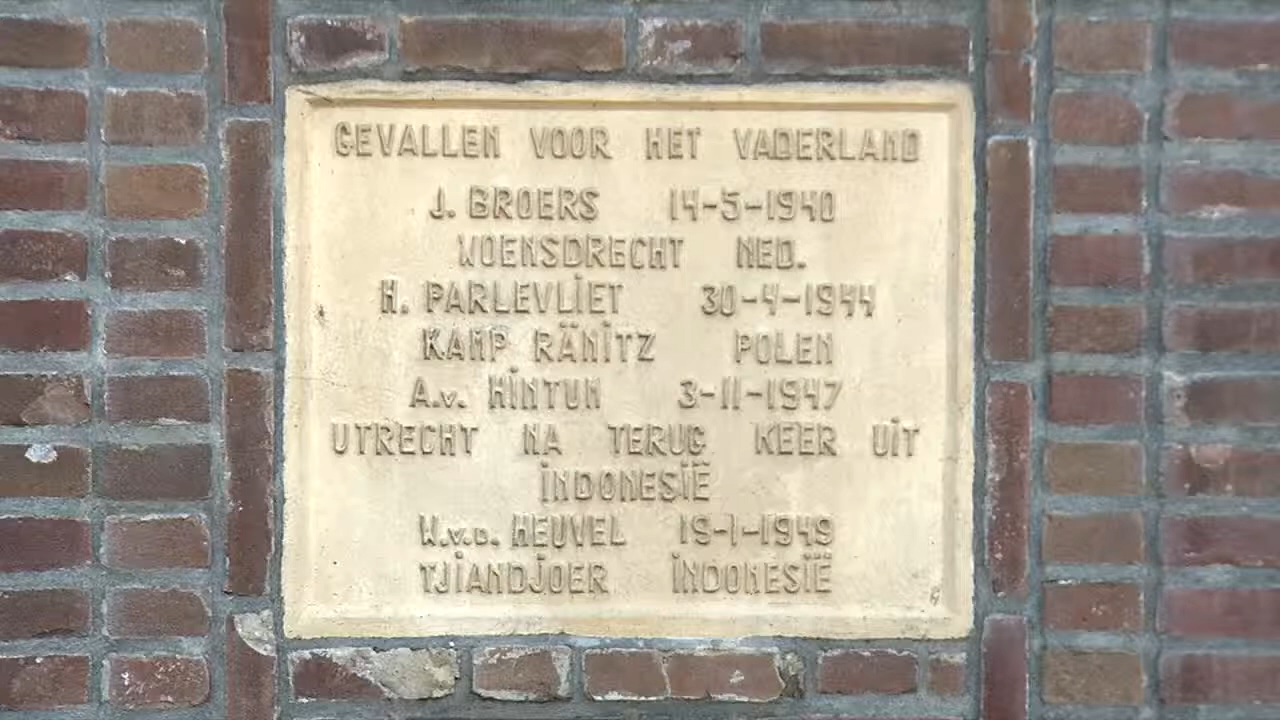 GEVALLEN VOOR HET VADERLAND
J. BROERS 14-5-1940
WOENSDRECHT NED.
H. PARLEVLIET 30-4-1944
KAMP RÄNITZ POLEN
A.v. HINTUM 3-11-1947
UTRECHT NA TERUG KEER UIT
INDONESIË
W.v.D. HEUVEL 19-1-1949
TJIANDJOER INDONESIË